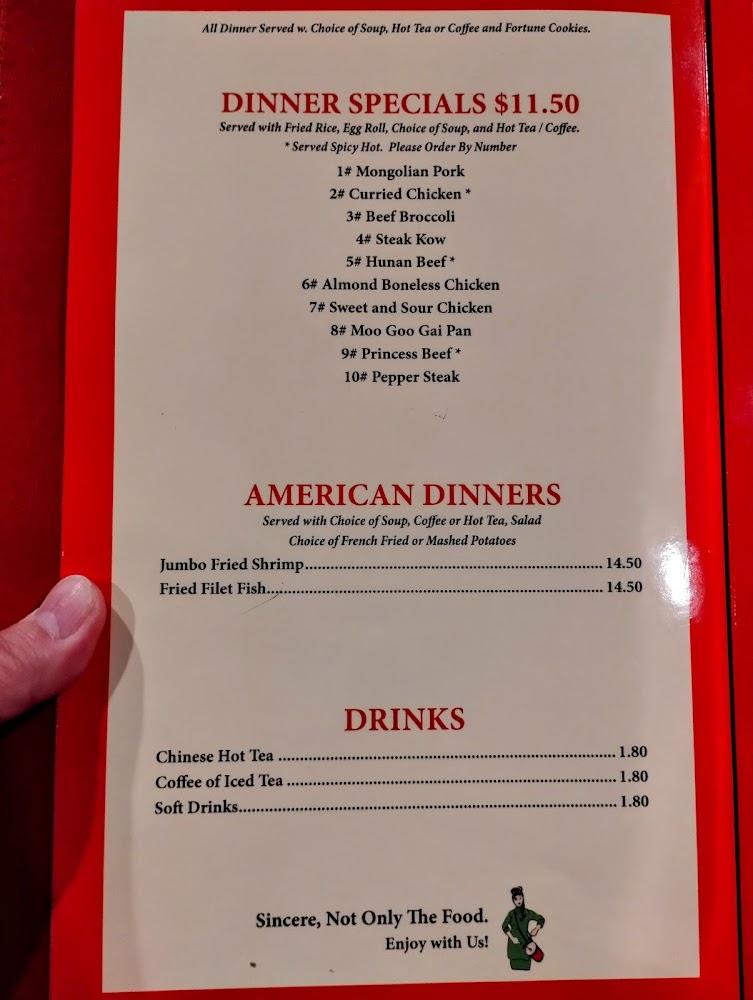 All Dinner Served w. Choice of Soup, Hot Tea or Coffee and Fortune Cookies.
DINNER SPECIALS $11.50
Served with Fried Rice, Egg Roll, Choice of Soup, and Hot Tea / Coffee.
* Served Spicy Hot. Please Order By Number
1# Mongolian Pork
2# Curried Chicken *
3# Beef Broccoli
4# Steak Kow
5# Hunan Beef *
6# Almond Boneless Chicken
7# Sweet and Sour Chicken
8# Moo Goo Gai Pan
9# Princess Beef *
10# Pepper Steak
AMERICAN DINNERS
Served with Choice of Soup, Coffee or Hot Tea, Salad
Choice of French Fried or Mashed Potatoes
Jumbo Fried Shrimp.................................................................... 14.50
Fried Filet Fish............................................................................. 14.50
DRINKS
Chinese Hot Tea .............................................................................. 1.80
Coffee of Iced Tea ............................................................................ 1.80
Soft Drinks....................................................................................... 1.80
Sincere, Not Only The Food.
Enjoy with Us!